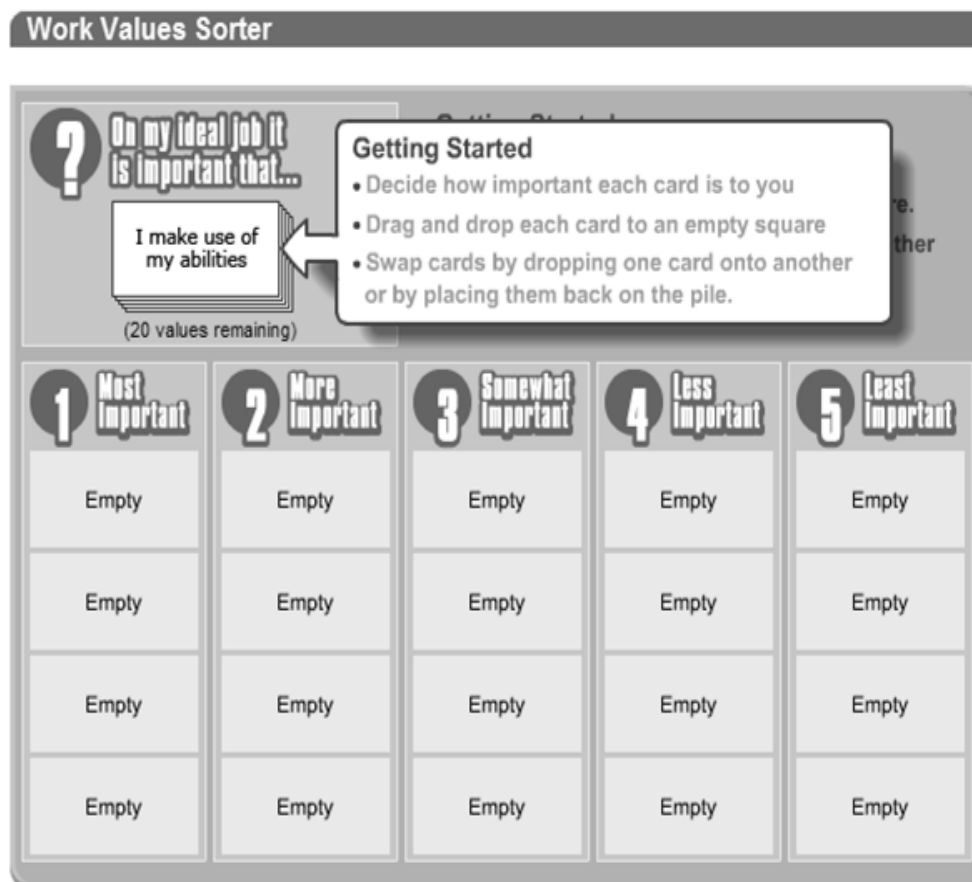 Work Values Sorter
?
On my ideal job it
is important that...
I make use of
my abilities
(20 values remaining)
Getting Started
• Decide how important each card is to you
• Drag and drop each card to an empty square
• Swap cards by dropping one card onto another
or by placing them back on the pile.
1 Most
Important
2 More
Important
3 Somewhat
Important
4 Less
Important
5 Least
Important
Empty Empty Empty Empty Empty
Empty Empty Empty Empty Empty
Empty Empty Empty Empty Empty
Empty Empty Empty Empty Empty